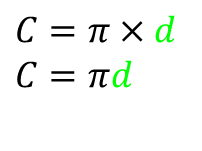 C = π × d
C = πd